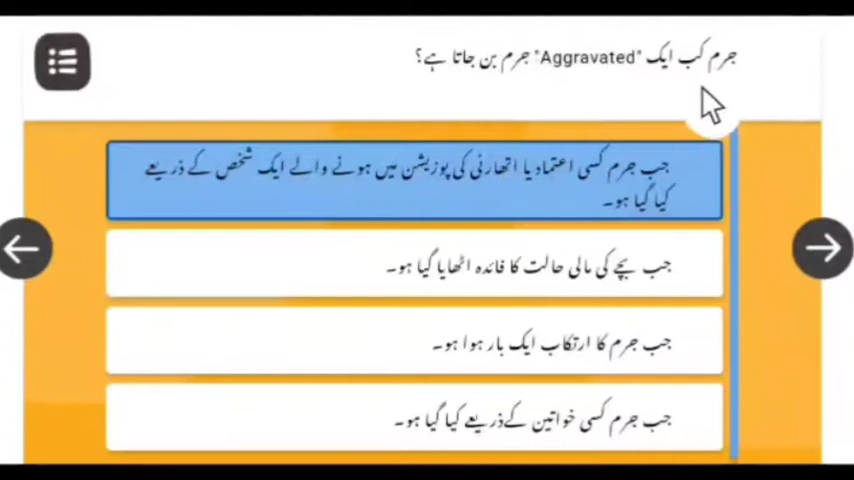 جرم کب ایک "Aggravated" جرم بن جاتا ہے؟
جب جرم کسی اعتماد یا اتھارٹی کی پوزیشن میں ہونے والے ایک شخص کے ذریعے
کیا گیا ہو۔
جب بچے کی مالی حالت کا فائدہ اٹھایا گیا ہو۔
جب جرم کا ارتکاب ایک بار ہوا ہو۔
جب جرم کسی خواتین کے ذریعے کیا گیا ہو۔